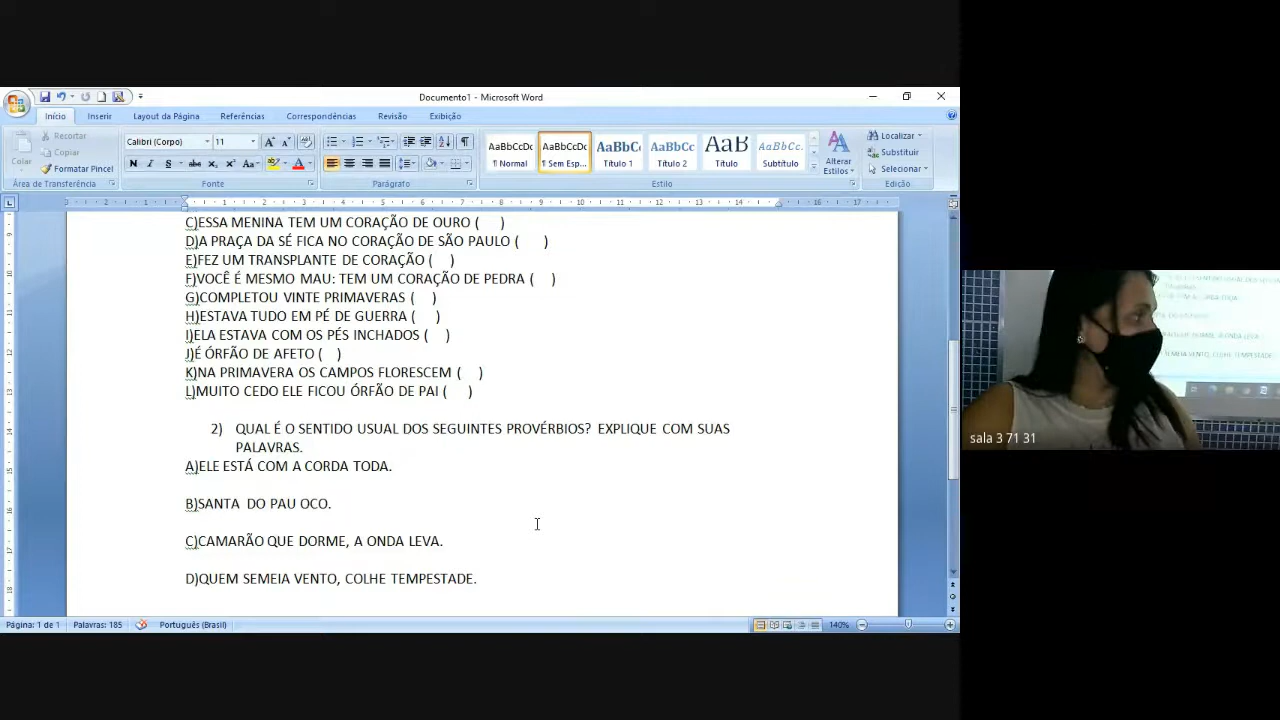 Documento1 - Microsoft Word
Início Inserir Layout da Página Referências Correspondências Revisão Exibição
Colar
Recortar
Copiar
Formatar Pincel
Área de Transferência
Calibri (Corpo) 11
Fonte
Parágrafo
AaBbCcDc AaBbCcDc AaBbCc AaBbCc AaB AaBbCc.
¶ Normal ¶ Sem Esp... Título 1 Título 2 Título Subtítulo
Alterar Estilos
Estilo
Localizar
Substituir
Selecionar
Edição
C)ESSA MENINA TEM UM CORAÇÃO DE OURO ( )
D)A PRAÇA DA SÉ FICA NO CORAÇÃO DE SÃO PAULO ( )
E)FEZ UM TRANSPLANTE DE CORAÇÃO ( )
F)VOCÊ É MESMO MAU: TEM UM CORAÇÃO DE PEDRA ( )
G)COMPLETOU VINTE PRIMAVERAS ( )
H)ESTAVA TUDO EM PÉ DE GUERRA ( )
I)ELA ESTAVA COM OS PÉS INCHADOS ( )
J)É ÓRFÃO DE AFETO ( )
K)NA PRIMAVERA OS CAMPOS FLORESCEM ( )
L)MUITO CEDO ELE FICOU ÓRFÃO DE PAI ( )
2) QUAL É O SENTIDO USUAL DOS SEGUINTES PROVÉRBIOS? EXPLIQUE COM SUAS
PALAVRAS.
A)ELE ESTÁ COM A CORDA TODA.
B)SANTA DO PAU OCO.
C)CAMARÃO QUE DORME, A ONDA LEVA.
D)QUEM SEMEIA VENTO, COLHE TEMPESTADE.
Página: 1 de 1 Palavras: 185 Português (Brasil) 140%
sala 3 71 31